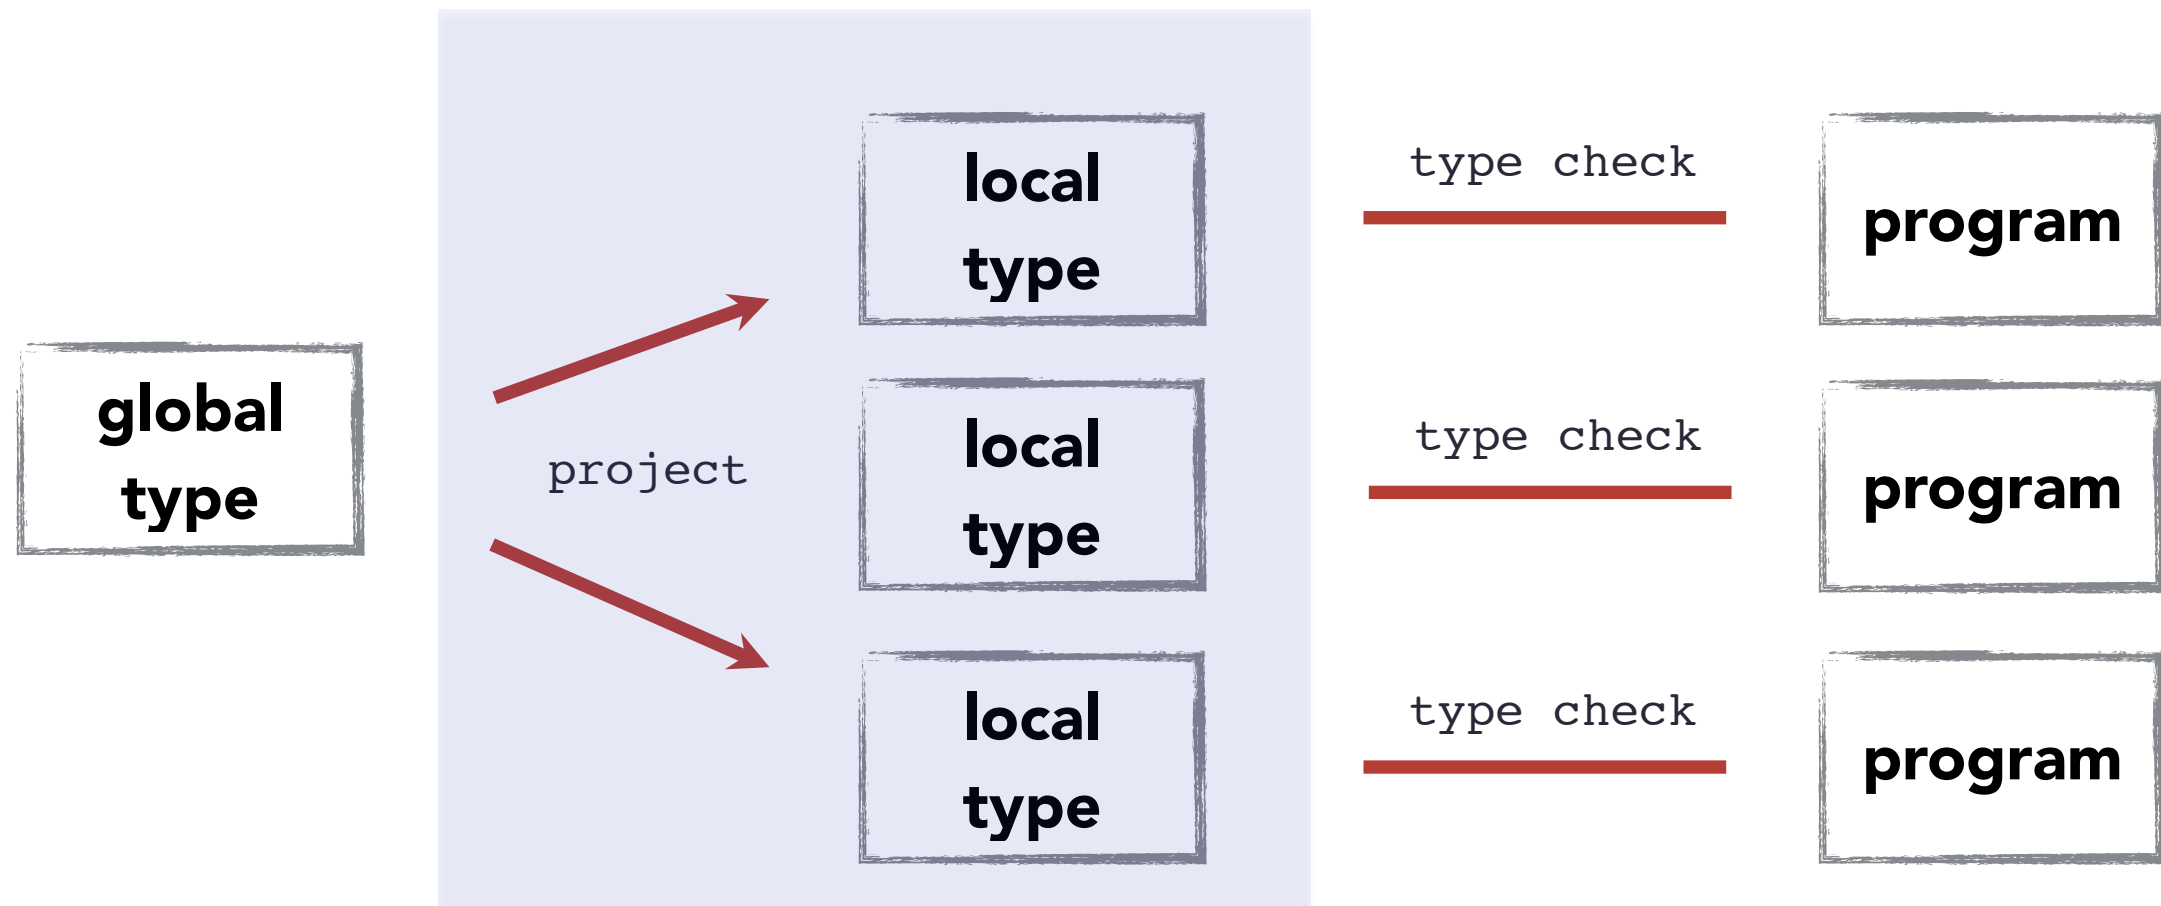 global
type
project
local
type
local
type
local
type
type check
type check
type check
program
program
program